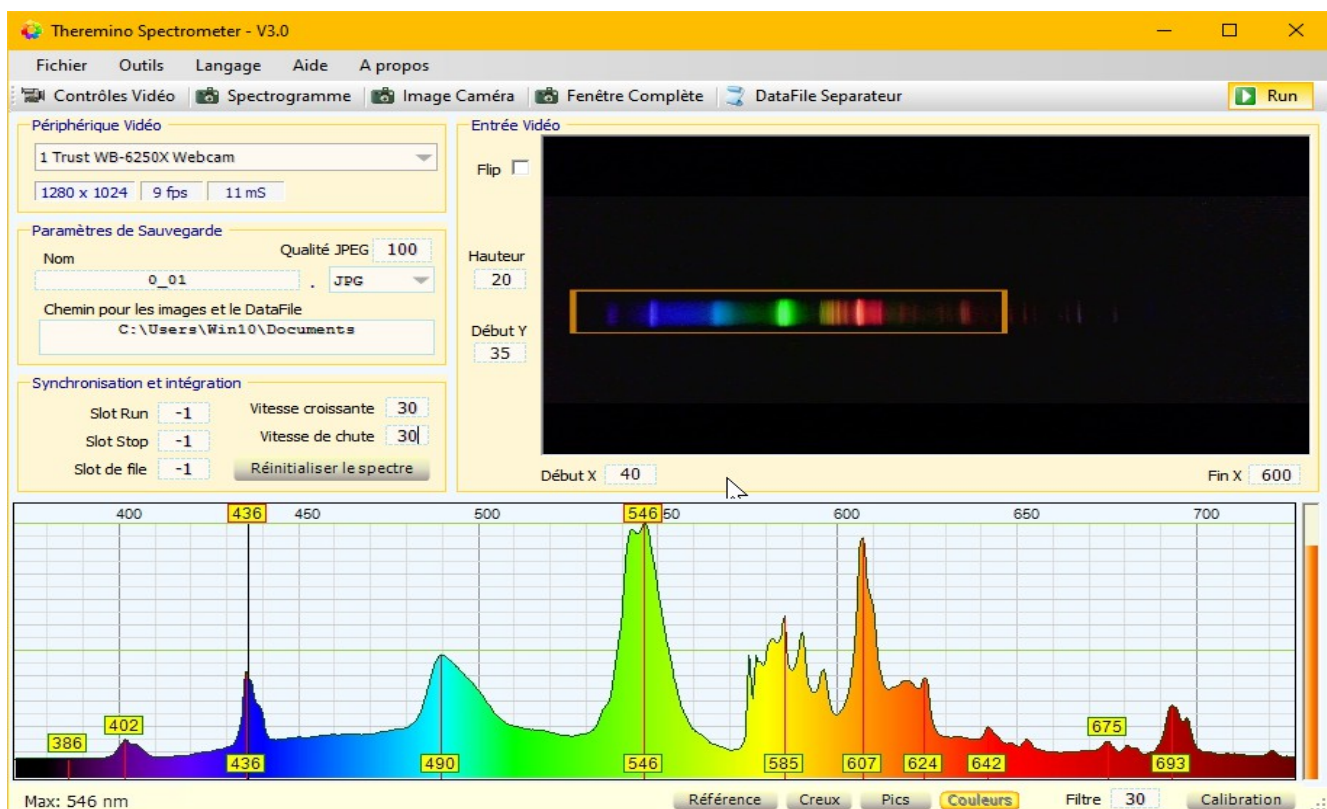 Theremino Spectrometer - V3.0
Fichier Outils Langage Aide A propos
Contrôles Vidéo Spectrogramme Image Caméra Fenêtre Complète DataFile Separateur Run
Périphérique Vidéo
1 Trust WB-6250X Webcam
1280 x 1024 9 fps 11 mS
Paramètres de Sauvegarde
Nom Qualité JPEG 100
0_01 . JPG
Chemin pour les images et le DataFile
C:\Users\Win10\Documents
Synchronisation et intégration
Slot Run -1 Vitesse croissante 30
Slot Stop -1 Vitesse de chute 30
Slot de file -1 Réinitialiser le spectre
Entrée Vidéo
Flip
Hauteur
20
Début Y
35
Début X 40 Fin X 600
400 436 450 500 546 50 600 650 700
402
386
675
436 490 546 585 607 624 642 693
Max: 546 nm Référence Creux Pics Couleurs Filtre 30 Calibration